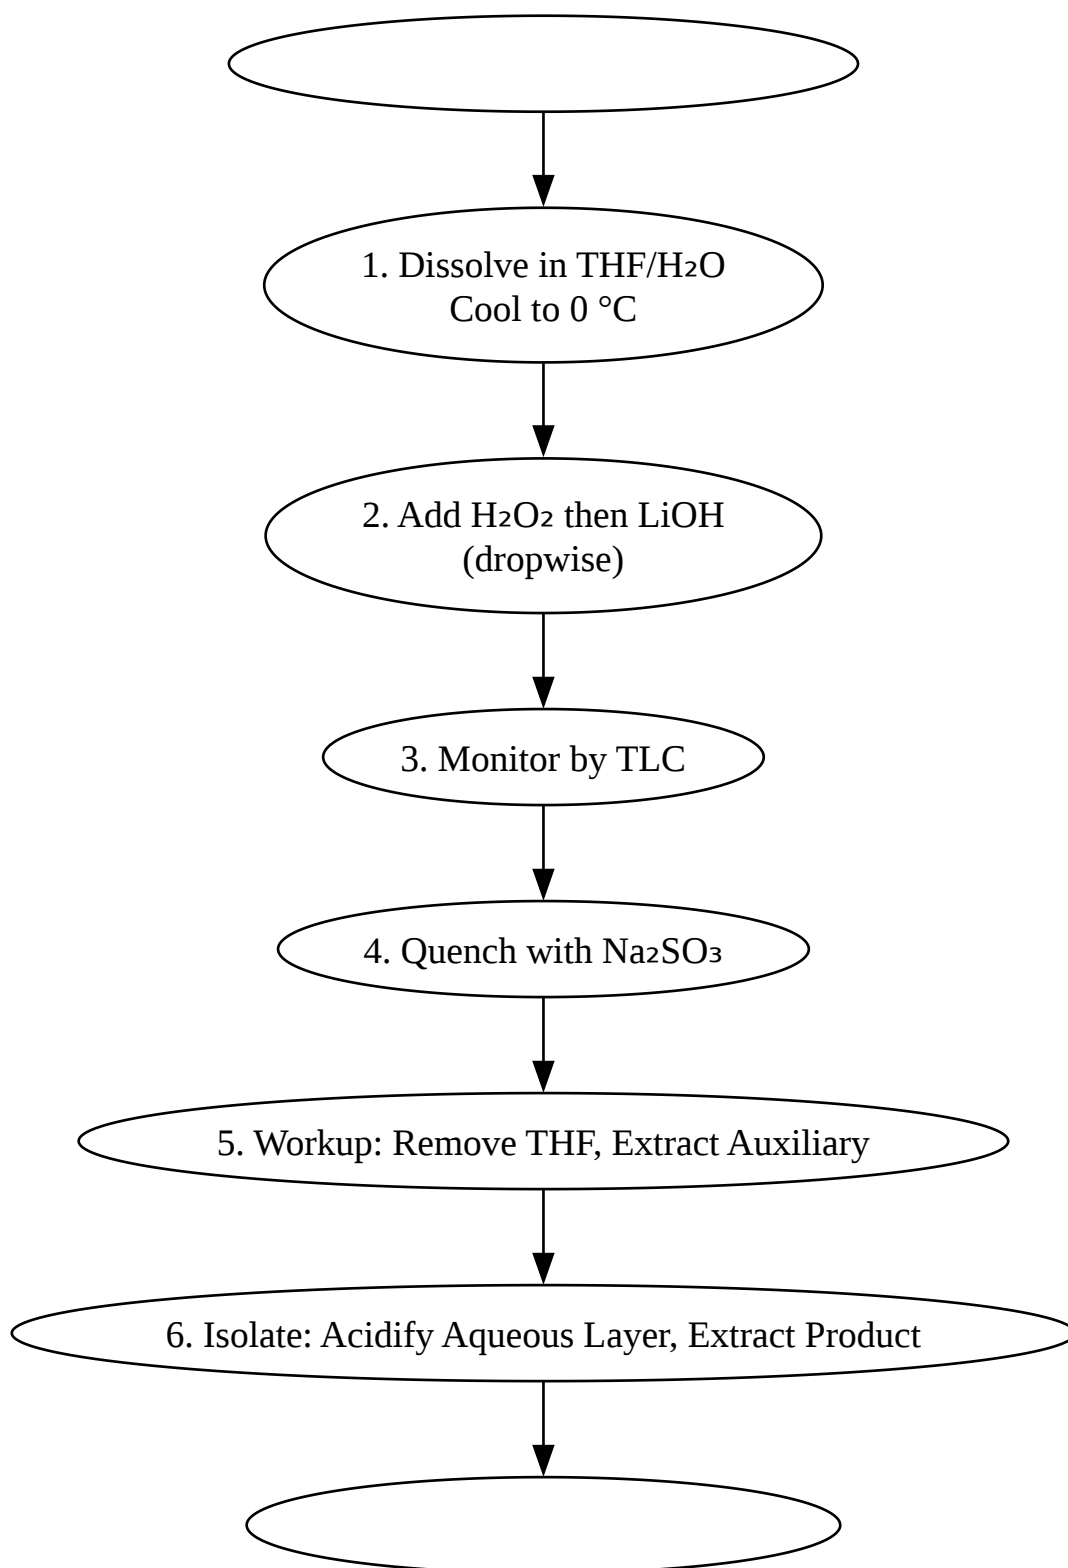 1. Dissolve in THF/H₂O
Cool to 0 °C
2. Add H₂O₂ then LiOH
(dropwise)
3. Monitor by TLC
4. Quench with Na₂SO₃
5. Workup: Remove THF, Extract Auxiliary
6. Isolate: Acidify Aqueous Layer, Extract Product